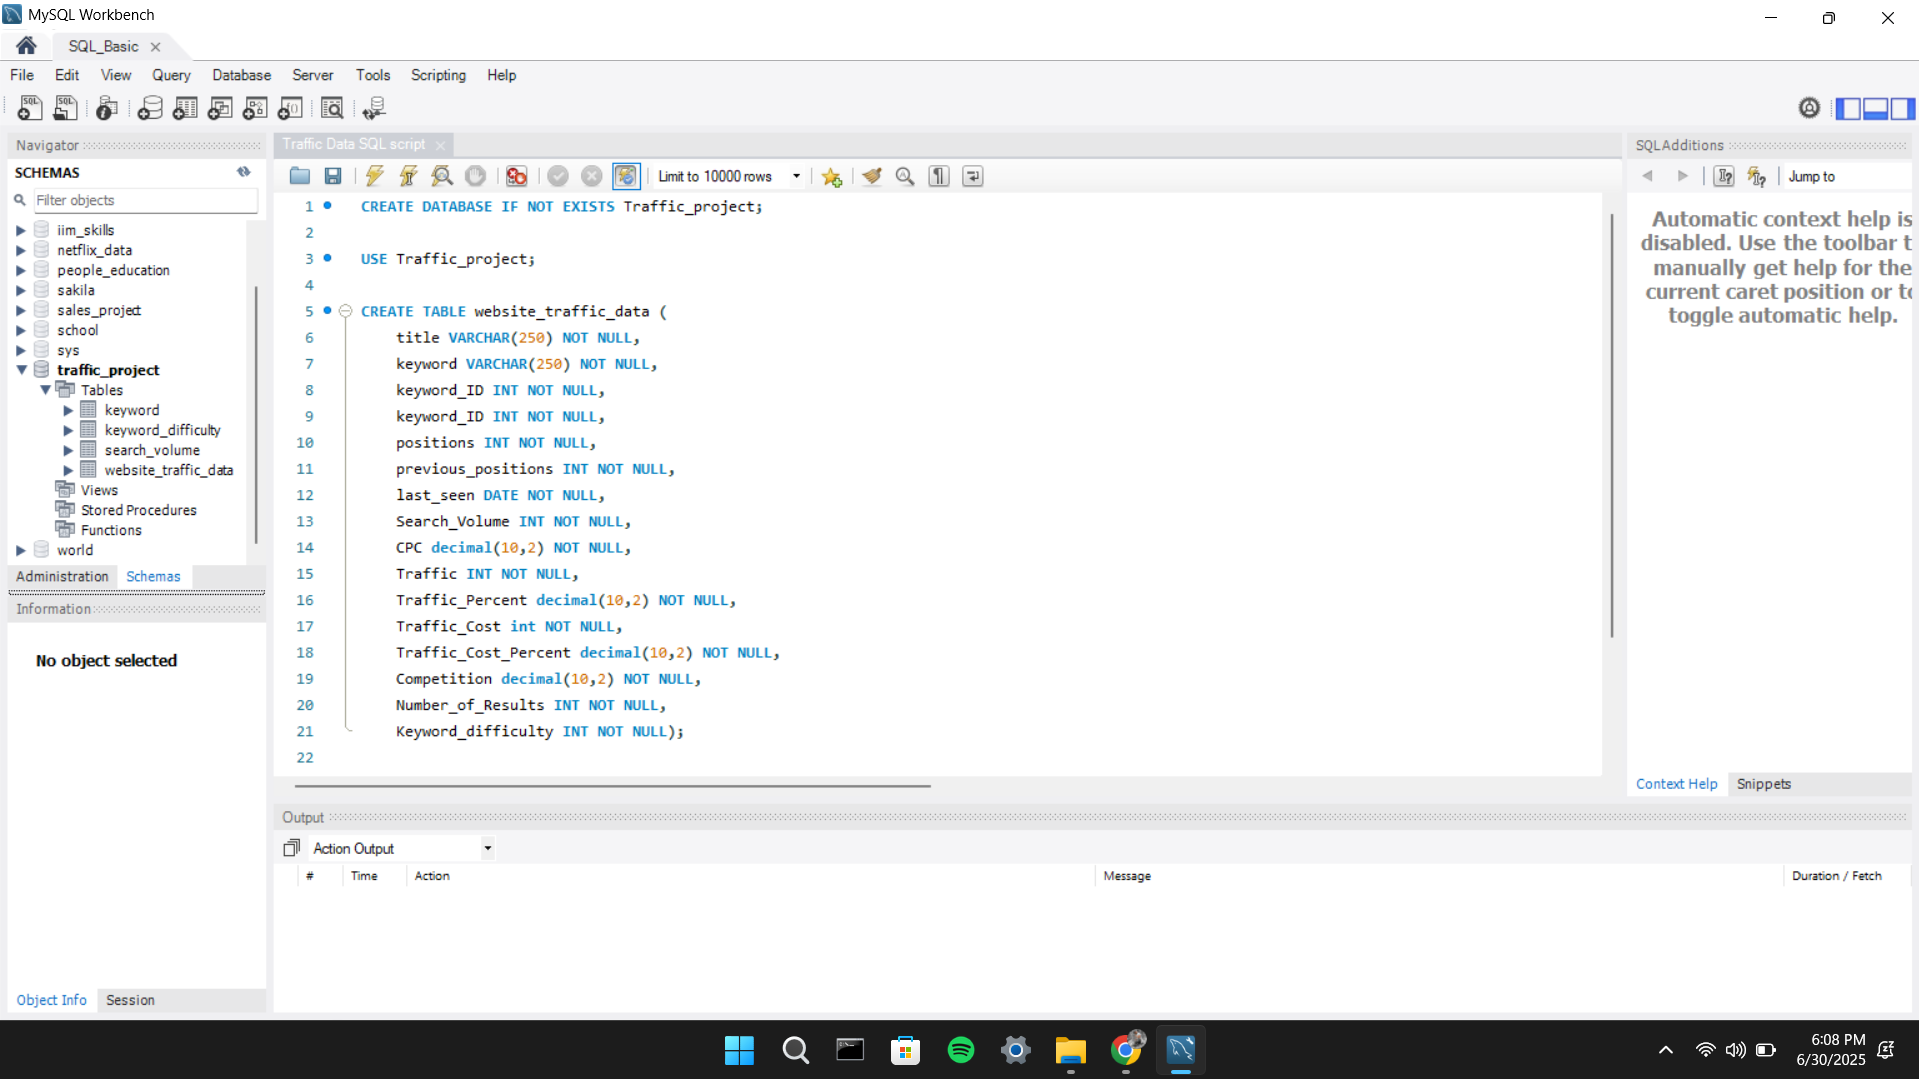 MySQL Workbench
SQL_Basic
File Edit View Query Database Server Tools Scripting Help
Navigator
SCHEMAS
Filter objects
iim_skills
netflix_data
people_education
sakila
sales_project
school
sys
traffic_project
Tables
keyword
keyword_difficulty
search_volume
website_traffic_data
Views
Stored Procedures
Functions
world
Administration Schemas
Information
No object selected
Object Info Session
Traffic Data SQL script
Limit to 10000 rows
1 CREATE DATABASE IF NOT EXISTS Traffic_project;
2
3 USE Traffic_project;
4
5 CREATE TABLE website_traffic_data (
6 title VARCHAR(250) NOT NULL,
7 keyword VARCHAR(250) NOT NULL,
8 keyword_ID INT NOT NULL,
9 keyword_ID INT NOT NULL,
10 positions INT NOT NULL,
11 previous_positions INT NOT NULL,
12 last_seen DATE NOT NULL,
13 Search_Volume INT NOT NULL,
14 CPC decimal(10,2) NOT NULL,
15 Traffic INT NOT NULL,
16 Traffic_Percent decimal(10,2) NOT NULL,
17 Traffic_Cost int NOT NULL,
18 Traffic_Cost_Percent decimal(10,2) NOT NULL,
19 Competition decimal(10,2) NOT NULL,
20 Number_of_Results INT NOT NULL,
21 Keyword_difficulty INT NOT NULL);
22
SQLAdditions
Jump to
Automatic context help is
disabled. Use the toolbar t
manually get help for the
current caret position or to
toggle automatic help.
Context Help Snippets
Output
Action Output
# Time Action Message Duration / Fetch
6:08 PM
6/30/2025